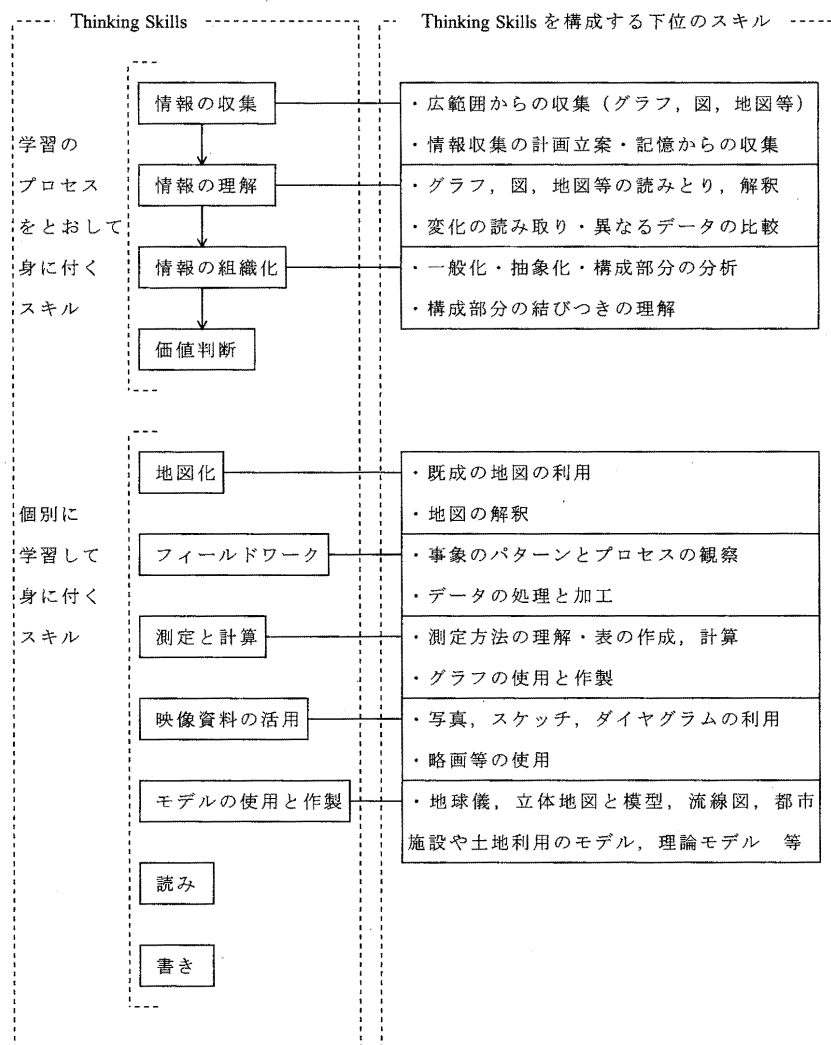 Thinking Skills
Thinking Skills を構成する下位のスキル
学習の
プロセス
をとおして
身に付く
スキル
情報の収集
・広範囲からの収集（グラフ，図，地図等）
・情報収集の計画立案・記憶からの収集
情報の理解
・グラフ，図，地図等の読みとり，解釈
・変化の読み取り・異なるデータの比較
情報の組織化
・一般化・抽象化・構成部分の分析
・構成部分の結びつきの理解
価値判断
個別に
学習して
身に付く
スキル
地図化
・既成の地図の利用
・地図の解釈
フィールドワーク
・事象のパターンとプロセスの観察
・データの処理と加工
測定と計算
・測定方法の理解・表の作成，計算
・グラフの使用と作製
映像資料の活用
・写真，スケッチ，ダイヤグラムの利用
・略画等の使用
モデルの使用と作製
・地球儀，立体地図と模型，流線図，都市
施設や土地利用のモデル，理論モデル　等
読み
書き